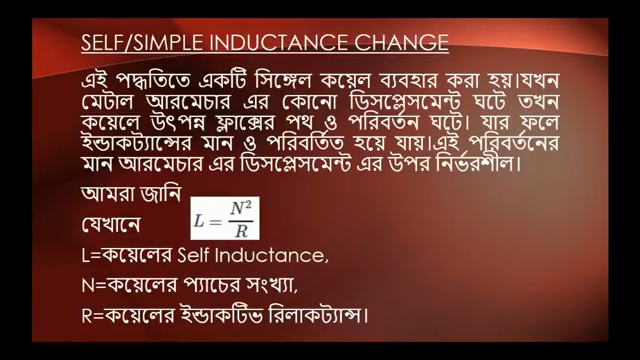 SELF/SIMPLE INDUCTANCE CHANGE
এই পদ্ধতিতে একটি সিঙ্গেল কয়েল ব্যবহার করা হয়।যখন
মেটাল আরমেচার এর কোনো ডিসপ্লেসমেন্ট ঘটে তখন
কয়েলে উৎপন্ন ফ্লাক্সের পথ ও পরিবর্তন ঘটে। যার ফলে
ইন্ডাকট্যান্সের মান ও পরিবর্তিত হয়ে যায়।এই পরিবর্তনের
মান আরমেচার এর ডিসপ্লেসমেন্ট এর উপর নির্ভরশীল।
আমরা জানি
যেখানে
L = N²/R
L=কয়েলের Self Inductance,
N=কয়েলের প্যাচের সংখ্যা,
R=কয়েলের ইন্ডাকটিভ রিলাকট্যান্স।